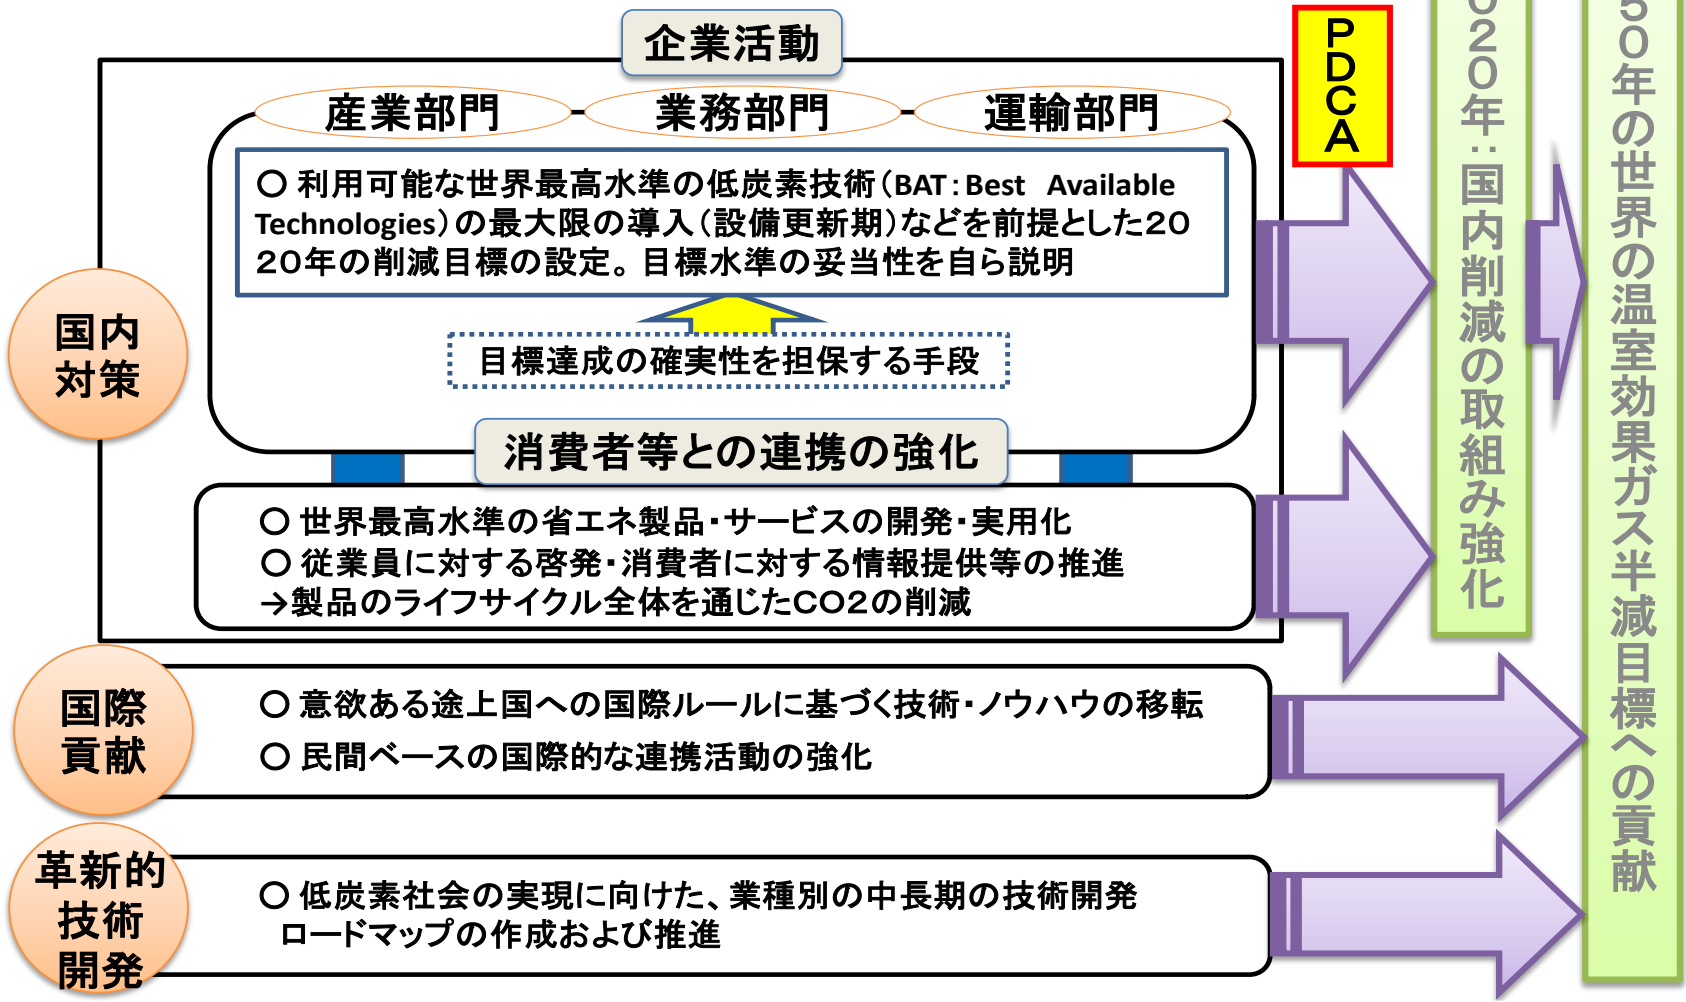 企業活動
産業部門
業務部門
運輸部門
○ 利用可能な世界最高水準の低炭素技術（BAT：Best Available
Technologies）の最大限の導入（設備更新期）などを前提とした２０
２０年の削減目標の設定。目標水準の妥当性を自ら説明
目標達成の確実性を担保する手段
国内
対策
消費者等との連携の強化
○ 世界最高水準の省エネ製品・サービスの開発・実用化
○ 従業員に対する啓発・消費者に対する情報提供等の推進
→製品のライフサイクル全体を通じたＣＯ２の削減
国際
貢献
○ 意欲ある途上国への国際ルールに基づく技術・ノウハウの移転
○ 民間ベースの国際的な連携活動の強化
革新的
技術
開発
○ 低炭素社会の実現に向けた、業種別の中長期の技術開発
ロードマップの作成および推進
ＰＤＣＡ
０２０年：国内削減の取組み強化
５０年の世界の温室効果ガス半減目標への貢献